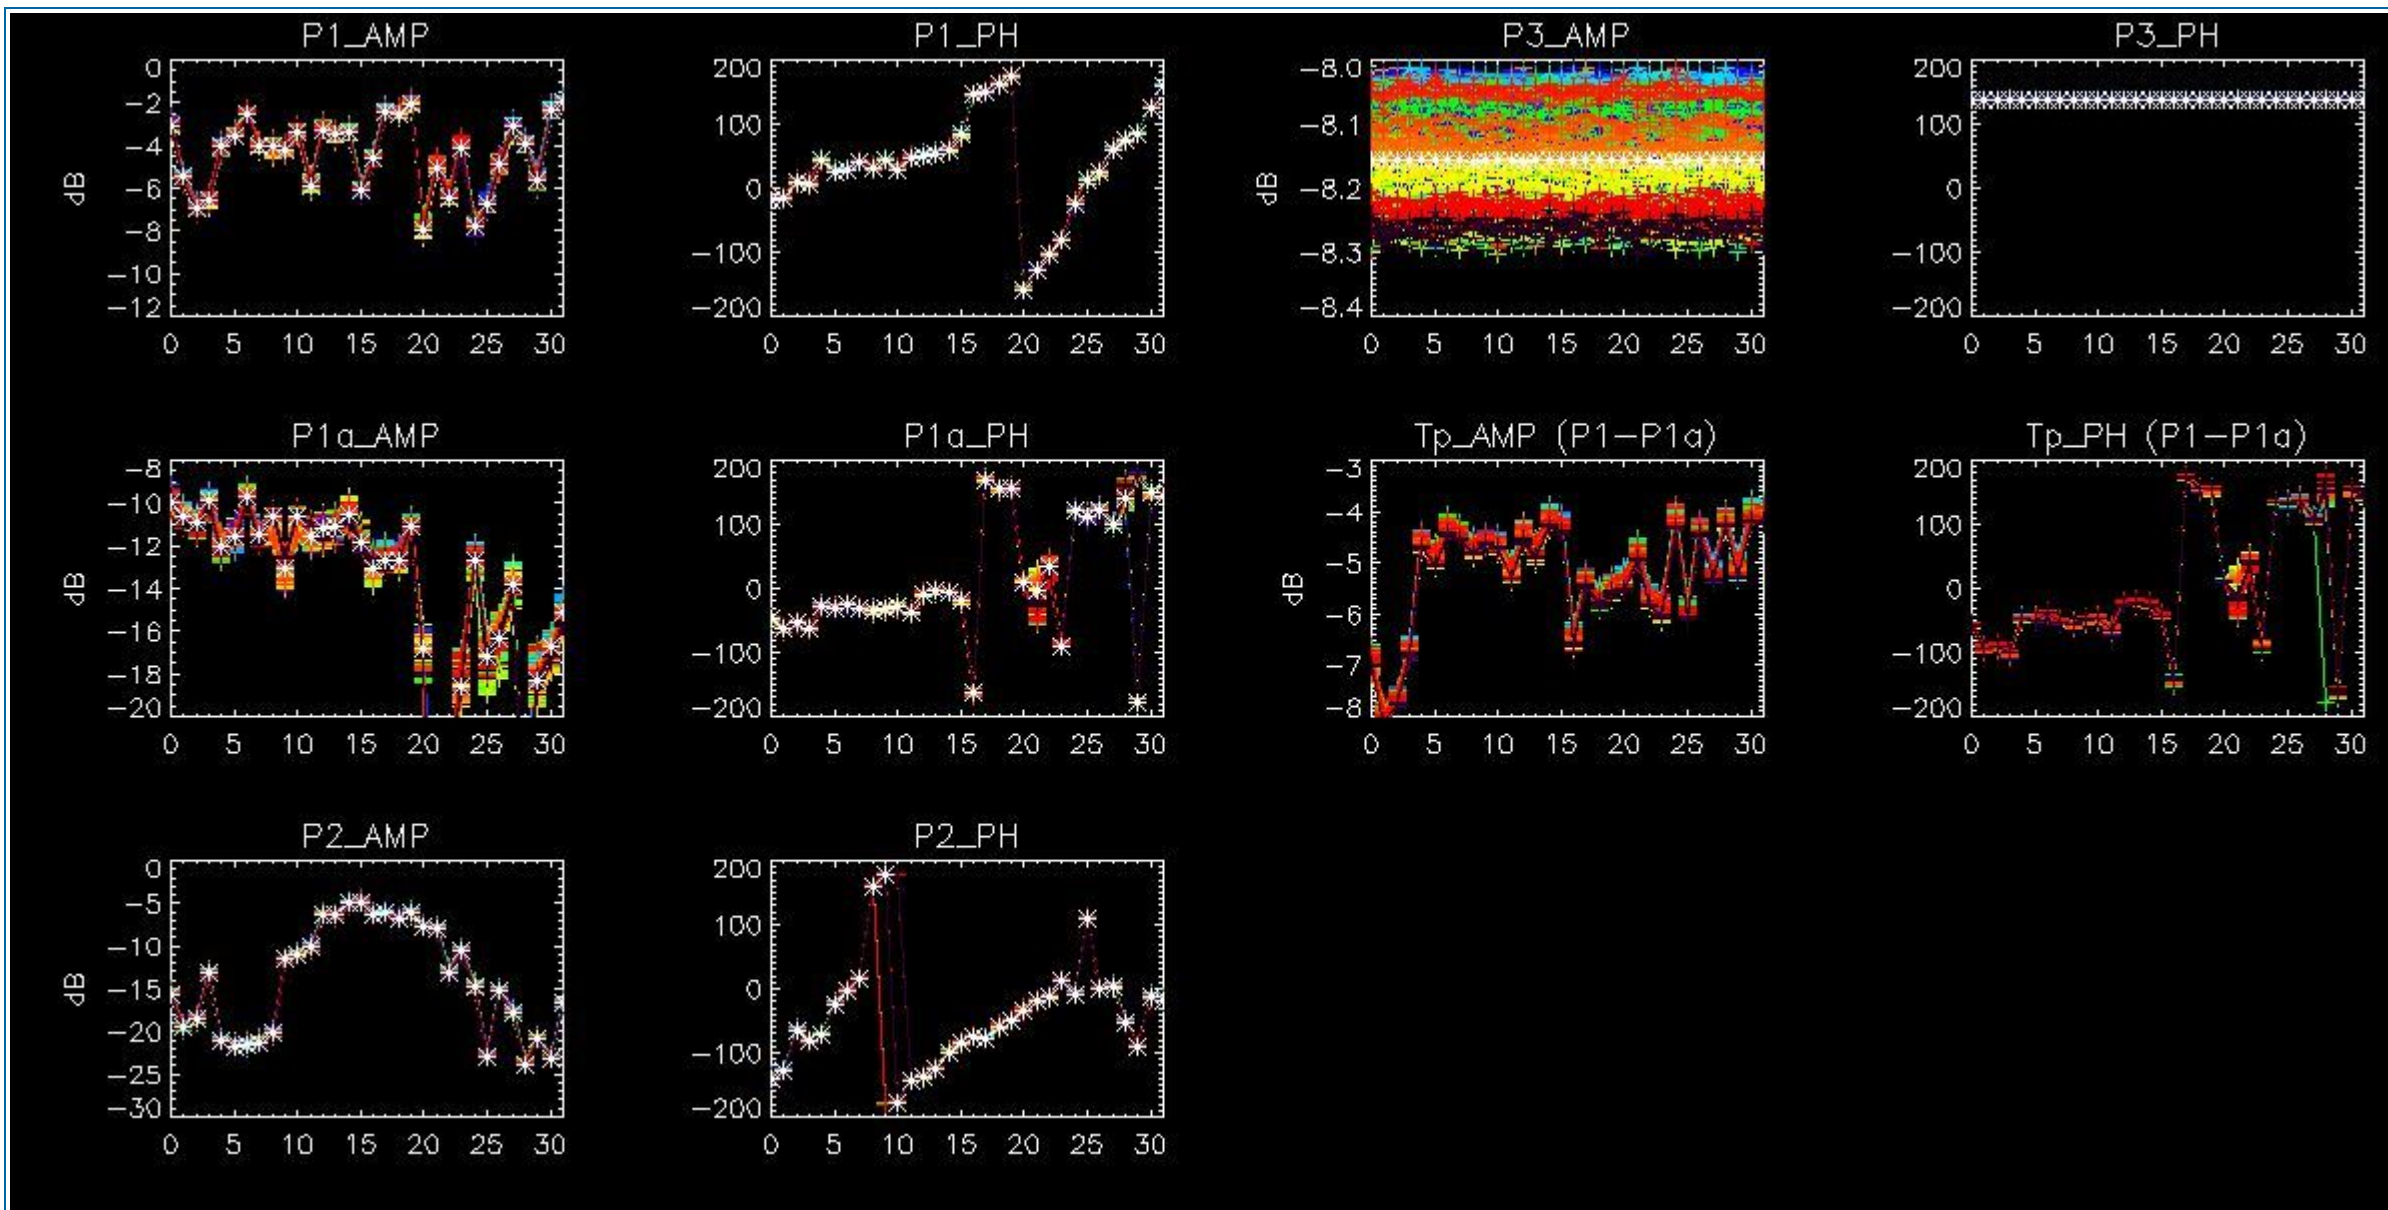 P1_AMP P1_PH P3_AMP P3_PH
0 200 −8.0 200
−2
−4 100 −8.1 100
dB −6 0 dB −8.2 0
−8
−10 −100 −8.3 −100
−12 −200 −8.4 −200
0 5 10 15 20 25 30 0 5 10 15 20 25 30 0 5 10 15 20 25 30 0 5 10 15 20 25 30
P1a_AMP P1a_PH Tp_AMP (P1−P1a) Tp_PH (P1−P1a)
−8 200 −3 200
−10
−12 100 −4 100
dB −14 0 dB −5 0
−16 −6
−18 −100 −7 −100
−20 −200 −8 −200
0 5 10 15 20 25 30 0 5 10 15 20 25 30 0 5 10 15 20 25 30 0 5 10 15 20 25 30
P2_AMP P2_PH
0 200
−5 100
−10
dB −15 0
−20
−25 −100
−30 −200
0 5 10 15 20 25 30 0 5 10 15 20 25 30